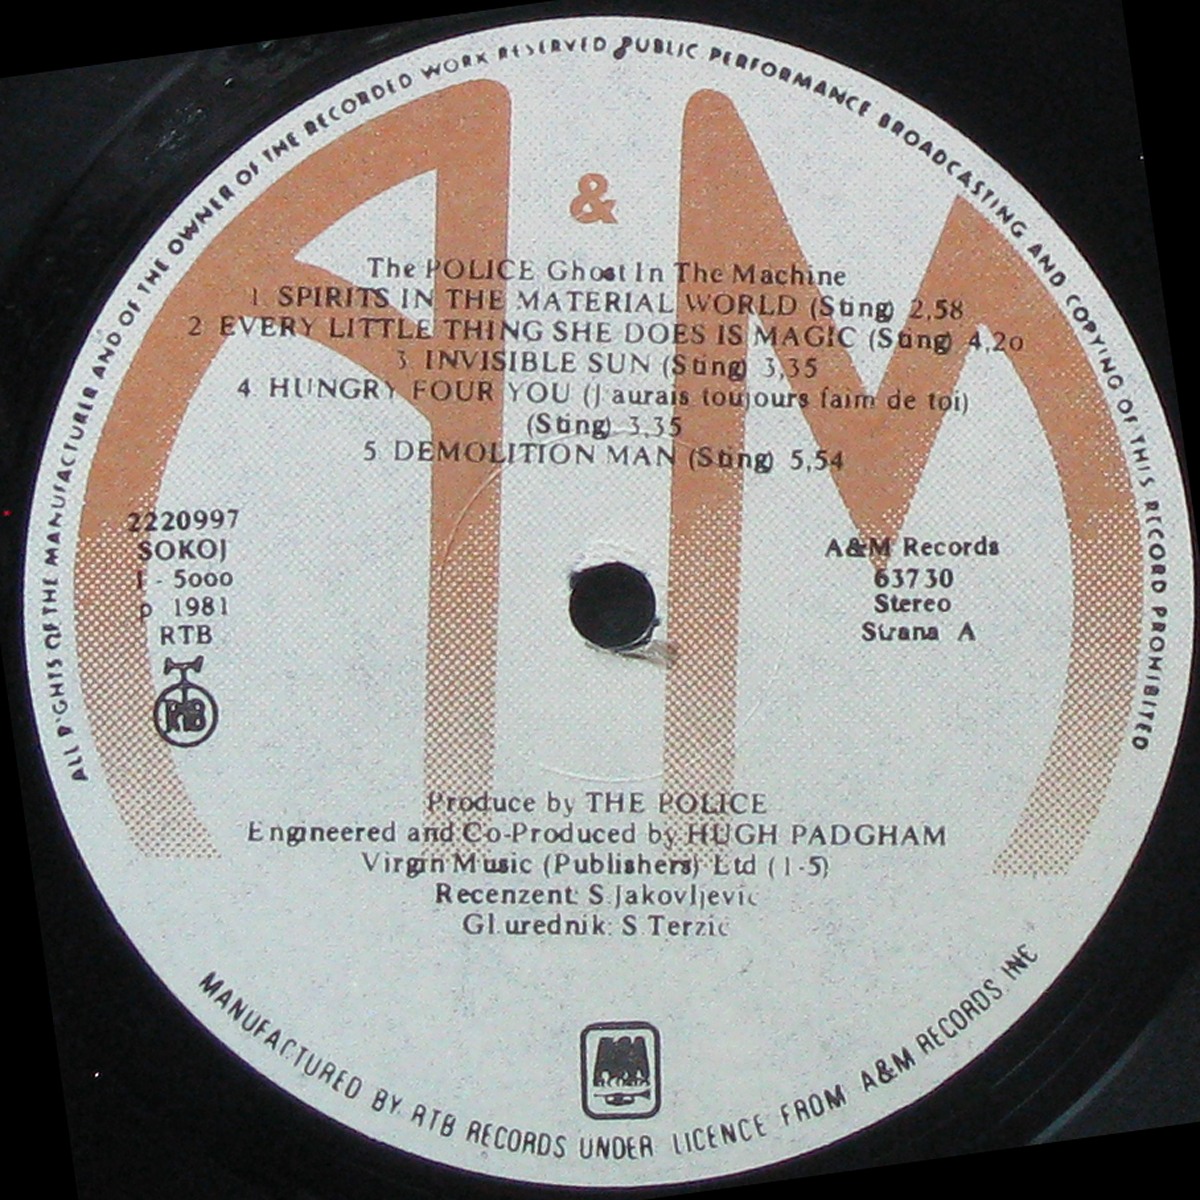 ALL RIGHTS OF THE MANUFACTURER AND OF THE OWNER OF THE RECORDED WORK RESERVED PUBLIC PERFORMANCE BROADCASTING AND COPYING OF THIS RECORD PROHIBITED
A&M
The POLICE Ghost In The Machine
1. SPIRITS IN THE MATERIAL WORLD (Sting) 2,58
2 EVERY LITTLE THING SHE DOES IS MAGIC (Sting) 4,20
3 INVISIBLE SUN (Sting) 3,35
4 HUNGRY FOUR YOU (J'aurais toujours faim de toi)
(Sting) 3,35
5 DEMOLITION MAN (Sting) 5,54
2220997
SOKOJ
1 - 5000
p 1981
RTB
RTB
A&M Records
63730
Stereo
Strana A
Produce by THE POLICE
Engineered and Co-Produced by HUGH PADGHAM
Virgin Music (Publishers) Ltd (1-5)
Recenzent: S.Jakovljevic
Gl.urednik: S.Terzic
A&M
RECORDS
MANUFACTURED BY RTB RECORDS UNDER LICENCE FROM A&M RECORDS INC